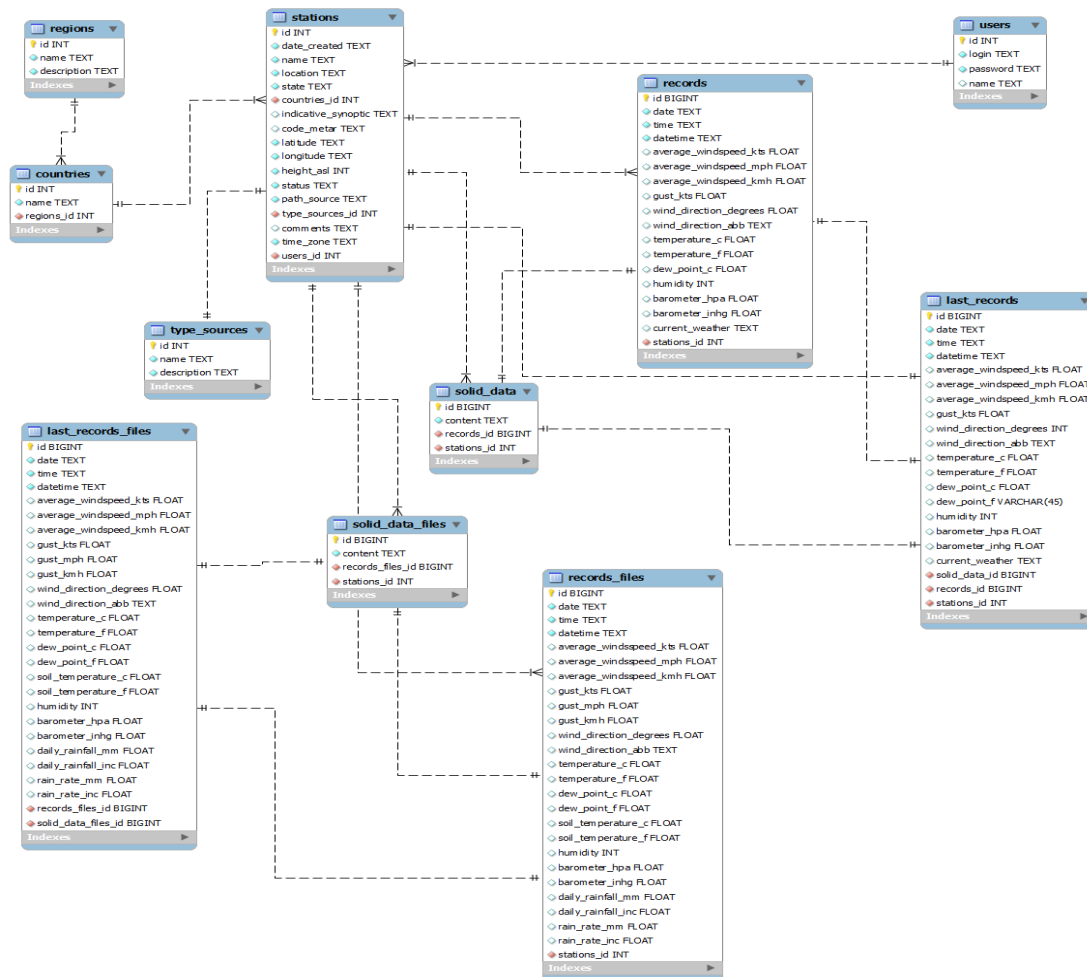 regions
id INT
name TEXT
description TEXT
Indexes
stations
id INT
date_created TEXT
name TEXT
location TEXT
state TEXT
countries_id INT
indicative_synoptic TEXT
code_metar TEXT
latitude TEXT
longitude TEXT
height_asl INT
status TEXT
path_source TEXT
type_sources_id INT
comments TEXT
time_zone TEXT
users_id INT
Indexes
users
id INT
login TEXT
password TEXT
name TEXT
Indexes
records
id BIGINT
date TEXT
time TEXT
datetime TEXT
average_windspeed_kts FLOAT
average_windspeed_mph FLOAT
average_windspeed_kmh FLOAT
gust_kts FLOAT
wind_direction_degrees FLOAT
wind_direction_abb TEXT
temperature_c FLOAT
temperature_f FLOAT
dew_point_c FLOAT
humidity INT
barometer_hpa FLOAT
barometer_inhg FLOAT
current_weather TEXT
stations_id INT
Indexes
countries
id INT
name TEXT
regions_id INT
Indexes
last_records
id BIGINT
date TEXT
time TEXT
datetime TEXT
average_windspeed_kts FLOAT
average_windspeed_mph FLOAT
average_windspeed_kmh FLOAT
gust_kts FLOAT
wind_direction_degrees INT
wind_direction_abb TEXT
temperature_c FLOAT
temperature_f FLOAT
dew_point_c FLOAT
dew_point_f VARCHAR(45)
humidity INT
barometer_hpa FLOAT
barometer_inhg FLOAT
current_weather TEXT
solid_data_id BIGINT
records_id BIGINT
stations_id INT
Indexes
type_sources
id INT
name TEXT
description TEXT
Indexes
solid_data
id BIGINT
content TEXT
records_id BIGINT
stations_id INT
Indexes
last_records_files
id BIGINT
date TEXT
time TEXT
datetime TEXT
average_windspeed_kts FLOAT
average_windspeed_mph FLOAT
average_windspeed_kmh FLOAT
gust_kts FLOAT
gust_mph FLOAT
gust_kmh FLOAT
wind_direction_degrees FLOAT
wind_direction_abb TEXT
temperature_c FLOAT
temperature_f FLOAT
dew_point_c FLOAT
dew_point_f FLOAT
soil_temperature_c FLOAT
soil_temperature_f FLOAT
humidity INT
barometer_hpa FLOAT
barometer_inhg FLOAT
daily_rainfall_mm FLOAT
daily_rainfall_inc FLOAT
rain_rate_mm FLOAT
rain_rate_inc FLOAT
records_files_id BIGINT
solid_data_files_id BIGINT
Indexes
solid_data_files
id BIGINT
content TEXT
records_files_id BIGINT
stations_id INT
Indexes
records_files
id BIGINT
date TEXT
time TEXT
datetime TEXT
average_windsspeed_kts FLOAT
average_windsspeed_mph FLOAT
average_windsspeed_kmh FLOAT
gust_kts FLOAT
gust_mph FLOAT
gust_kmh FLOAT
wind_direction_degrees FLOAT
wind_direction_abb TEXT
temperature_c FLOAT
temperature_f FLOAT
dew_point_c FLOAT
dew_point_f FLOAT
soil_temperature_c FLOAT
soil_temperature_f FLOAT
humidity INT
barometer_hpa FLOAT
barometer_inhg FLOAT
daily_rainfall_mm FLOAT
daily_rainfall_inc FLOAT
rain_rate_mm FLOAT
rain_rate_inc FLOAT
stations_id INT
Indexes